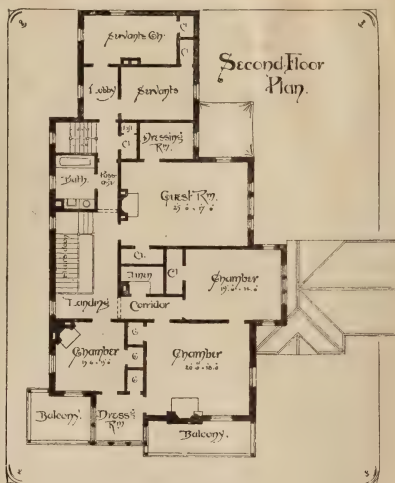 Second Floor
Plan.
Servants Ch.
Cl
Cl
Lobby
Servants
Cl
Dressing
Rm.
Bath.
Guest Rm.
Cl.
Linen
Cl
Chamber
Landing
Corridor
Chamber
C
C
C
Chamber
Balcony.
Dress'g
Rm
Balcony.